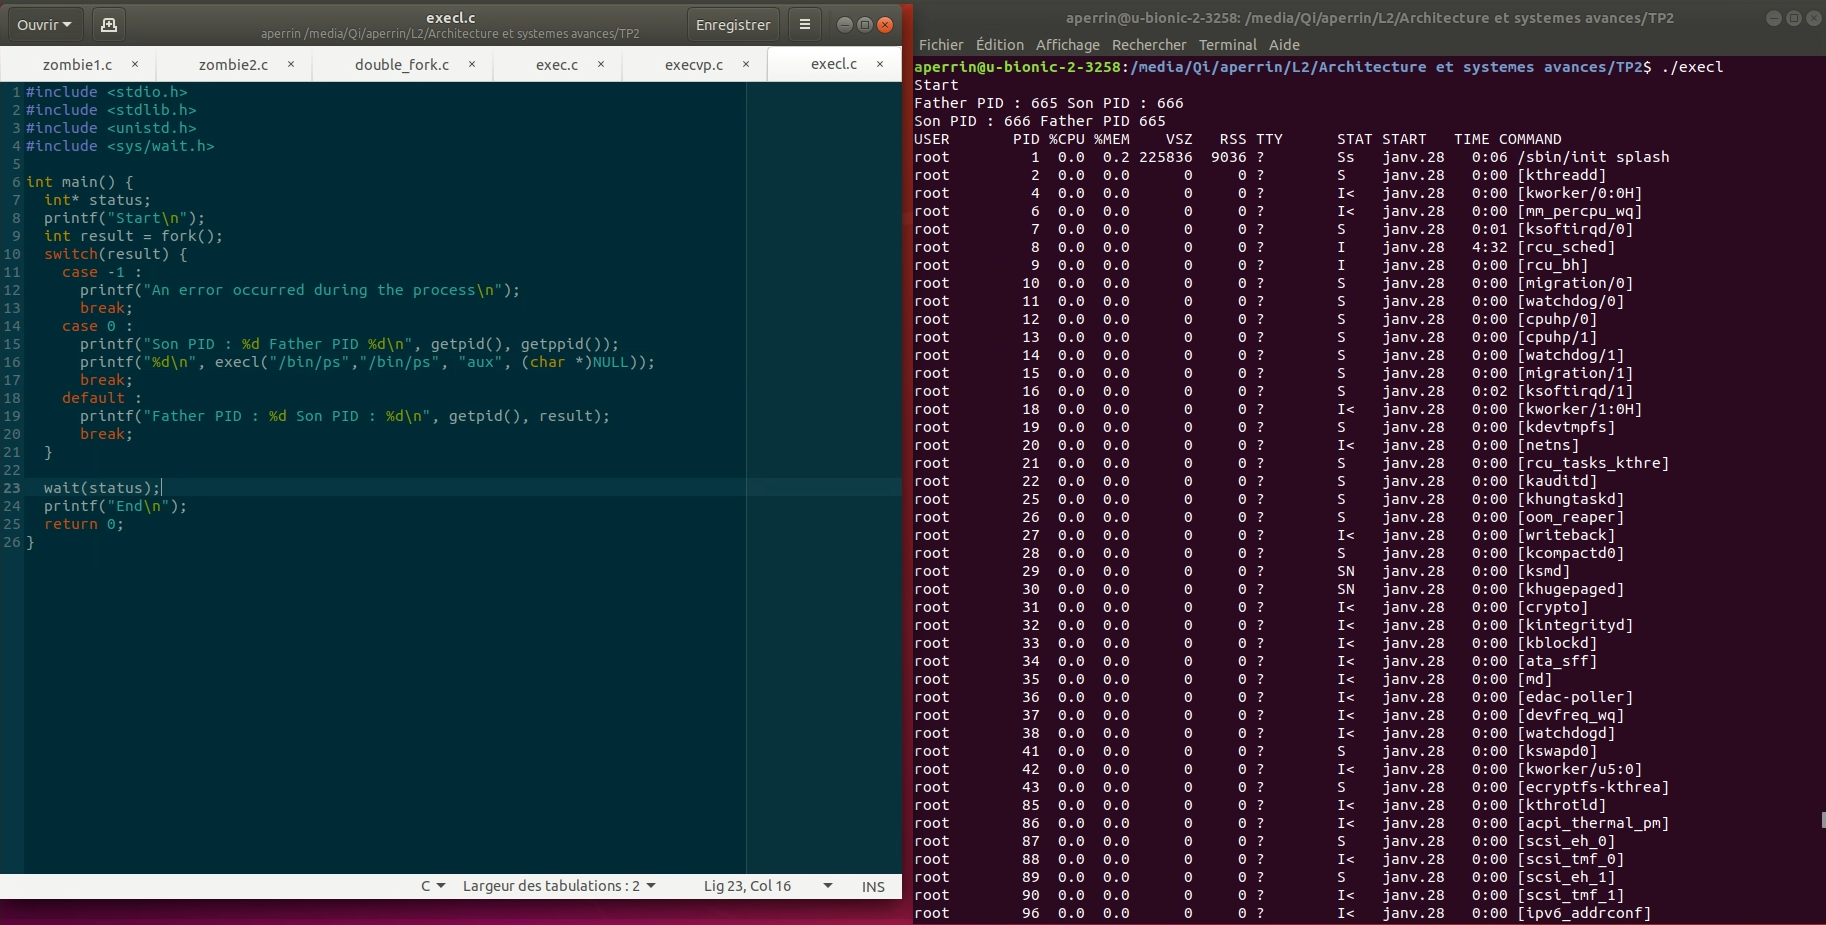 Ouvrir
execl.c
aperrin /media/Qi/aperrin/L2/Architecture et systemes avances/TP2
Enregistrer
zombie1.c × zombie2.c × double_fork.c × exec.c × execvp.c × execl.c ×
1 #include <stdio.h>
2 #include <stdlib.h>
3 #include <unistd.h>
4 #include <sys/wait.h>
5
6 int main() {
7   int* status;
8   printf("Start\n");
9   int result = fork();
10   switch(result) {
11     case -1 :
12       printf("An error occurred during the process\n");
13       break;
14     case 0 :
15       printf("Son PID : %d Father PID %d\n", getpid(), getppid());
16       printf("%d\n", execl("/bin/ps","/bin/ps", "aux", (char *)NULL));
17       break;
18     default :
19       printf("Father PID : %d Son PID : %d\n", getpid(), result);
20       break;
21   }
22
23   wait(status);
24   printf("End\n");
25   return 0;
26 }
C Largeur des tabulations : 2 Lig 23, Col 16 INS
aperrin@u-bionic-2-3258: /media/Qi/aperrin/L2/Architecture et systemes avances/TP2
Fichier Édition Affichage Rechercher Terminal Aide
aperrin@u-bionic-2-3258:/media/Qi/aperrin/L2/Architecture et systemes avances/TP2$ ./execl
Start
Father PID : 665 Son PID : 666
Son PID : 666 Father PID 665
USER PID %CPU %MEM VSZ RSS TTY STAT START TIME COMMAND
root 1 0.0 0.2 225836 9036 ? Ss janv.28 0:06 /sbin/init splash
root 2 0.0 0.0 0 0 ? S janv.28 0:00 [kthreadd]
root 4 0.0 0.0 0 0 ? I< janv.28 0:00 [kworker/0:0H]
root 6 0.0 0.0 0 0 ? I< janv.28 0:00 [mm_percpu_wq]
root 7 0.0 0.0 0 0 ? S janv.28 0:01 [ksoftirqd/0]
root 8 0.0 0.0 0 0 ? I janv.28 4:32 [rcu_sched]
root 9 0.0 0.0 0 0 ? I janv.28 0:00 [rcu_bh]
root 10 0.0 0.0 0 0 ? S janv.28 0:00 [migration/0]
root 11 0.0 0.0 0 0 ? S janv.28 0:00 [watchdog/0]
root 12 0.0 0.0 0 0 ? S janv.28 0:00 [cpuhp/0]
root 13 0.0 0.0 0 0 ? S janv.28 0:00 [cpuhp/1]
root 14 0.0 0.0 0 0 ? S janv.28 0:00 [watchdog/1]
root 15 0.0 0.0 0 0 ? S janv.28 0:00 [migration/1]
root 16 0.0 0.0 0 0 ? S janv.28 0:02 [ksoftirqd/1]
root 18 0.0 0.0 0 0 ? I< janv.28 0:00 [kworker/1:0H]
root 19 0.0 0.0 0 0 ? S janv.28 0:00 [kdevtmpfs]
root 20 0.0 0.0 0 0 ? I< janv.28 0:00 [netns]
root 21 0.0 0.0 0 0 ? S janv.28 0:00 [rcu_tasks_kthre]
root 22 0.0 0.0 0 0 ? S janv.28 0:00 [kauditd]
root 25 0.0 0.0 0 0 ? S janv.28 0:00 [khungtaskd]
root 26 0.0 0.0 0 0 ? S janv.28 0:00 [oom_reaper]
root 27 0.0 0.0 0 0 ? I< janv.28 0:00 [writeback]
root 28 0.0 0.0 0 0 ? S janv.28 0:00 [kcompactd0]
root 29 0.0 0.0 0 0 ? SN janv.28 0:00 [ksmd]
root 30 0.0 0.0 0 0 ? SN janv.28 0:00 [khugepaged]
root 31 0.0 0.0 0 0 ? I< janv.28 0:00 [crypto]
root 32 0.0 0.0 0 0 ? I< janv.28 0:00 [kintegrityd]
root 33 0.0 0.0 0 0 ? I< janv.28 0:00 [kblockd]
root 34 0.0 0.0 0 0 ? I< janv.28 0:00 [ata_sff]
root 35 0.0 0.0 0 0 ? I< janv.28 0:00 [md]
root 36 0.0 0.0 0 0 ? I< janv.28 0:00 [edac-poller]
root 37 0.0 0.0 0 0 ? I< janv.28 0:00 [devfreq_wq]
root 38 0.0 0.0 0 0 ? I< janv.28 0:00 [watchdogd]
root 41 0.0 0.0 0 0 ? S janv.28 0:00 [kswapd0]
root 42 0.0 0.0 0 0 ? I< janv.28 0:00 [kworker/u5:0]
root 43 0.0 0.0 0 0 ? S janv.28 0:00 [ecryptfs-kthrea]
root 85 0.0 0.0 0 0 ? I< janv.28 0:00 [kthrotld]
root 86 0.0 0.0 0 0 ? I< janv.28 0:00 [acpi_thermal_pm]
root 87 0.0 0.0 0 0 ? S janv.28 0:00 [scsi_eh_0]
root 88 0.0 0.0 0 0 ? I< janv.28 0:00 [scsi_tmf_0]
root 89 0.0 0.0 0 0 ? S janv.28 0:00 [scsi_eh_1]
root 90 0.0 0.0 0 0 ? I< janv.28 0:00 [scsi_tmf_1]
root 96 0.0 0.0 0 0 ? I< janv.28 0:00 [ipv6_addrconf]